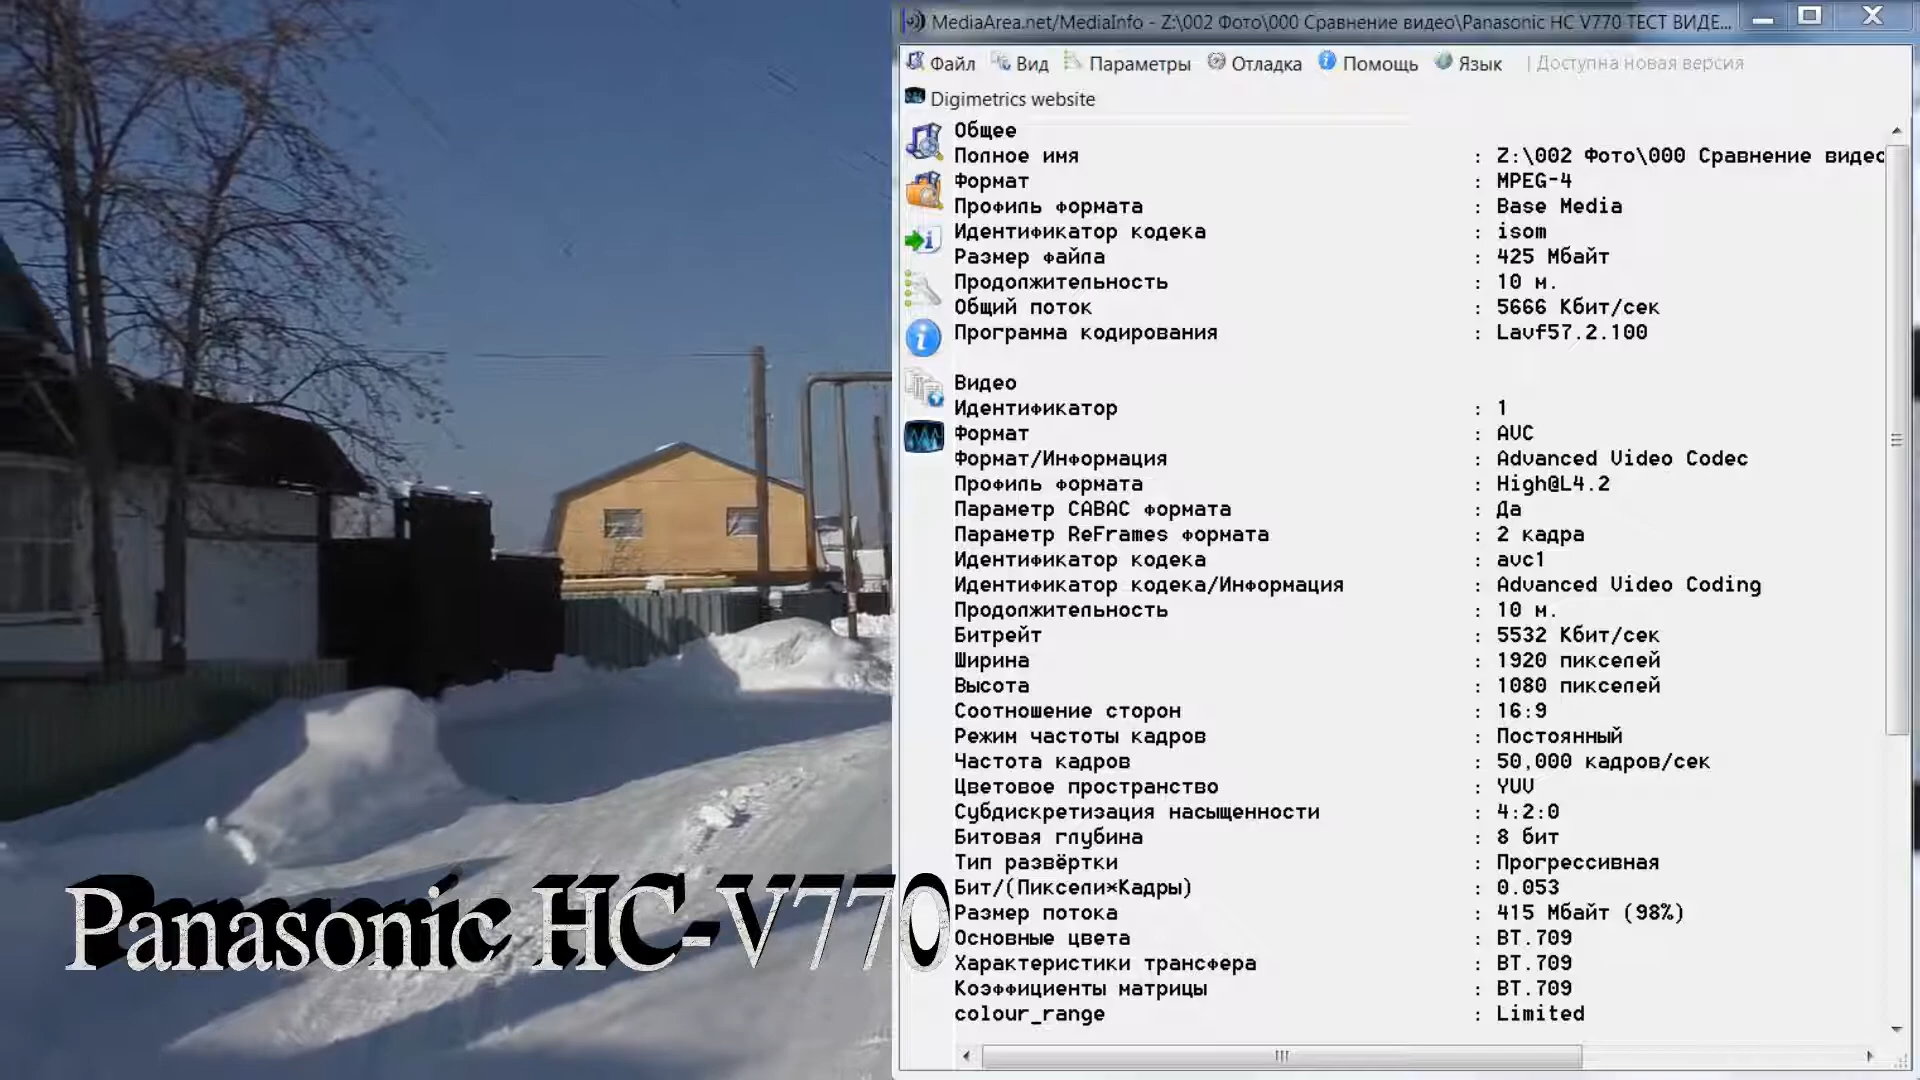 MediaArea.net/MediaInfo - Z:\002 Фото\000 Сравнение видео\Panasonic HC V770 ТЕСТ ВИДЕ...
Файл Вид Параметры Отладка Помощь Язык | Доступна новая версия
Digimetrics website
Общее
Полное имя : Z:\002 Фото\000 Сравнение видео
Формат : MPEG-4
Профиль формата : Base Media
Идентификатор кодека : isom
Размер файла : 425 Мбайт
Продолжительность : 10 м.
Общий поток : 5666 Кбит/сек
Программа кодирования : Lavf57.2.100
Видео
Идентификатор : 1
Формат : AVC
Формат/Информация : Advanced Video Codec
Профиль формата : High@L4.2
Параметр CABAC формата : Да
Параметр ReFrames формата : 2 кадра
Идентификатор кодека : avc1
Идентификатор кодека/Информация : Advanced Video Coding
Продолжительность : 10 м.
Битрейт : 5532 Кбит/сек
Ширина : 1920 пикселей
Высота : 1080 пикселей
Соотношение сторон : 16:9
Режим частоты кадров : Постоянный
Частота кадров : 50,000 кадров/сек
Цветовое пространство : YUV
Субдискретизация насыщенности : 4:2:0
Битовая глубина : 8 бит
Тип развёртки : Прогрессивная
Бит/(Пиксели*Кадры) : 0.053
Размер потока : 415 Мбайт (98%)
Основные цвета : BT.709
Характеристики трансфера : BT.709
Коэффициенты матрицы : BT.709
colour_range : Limited
Panasonic HC-V770